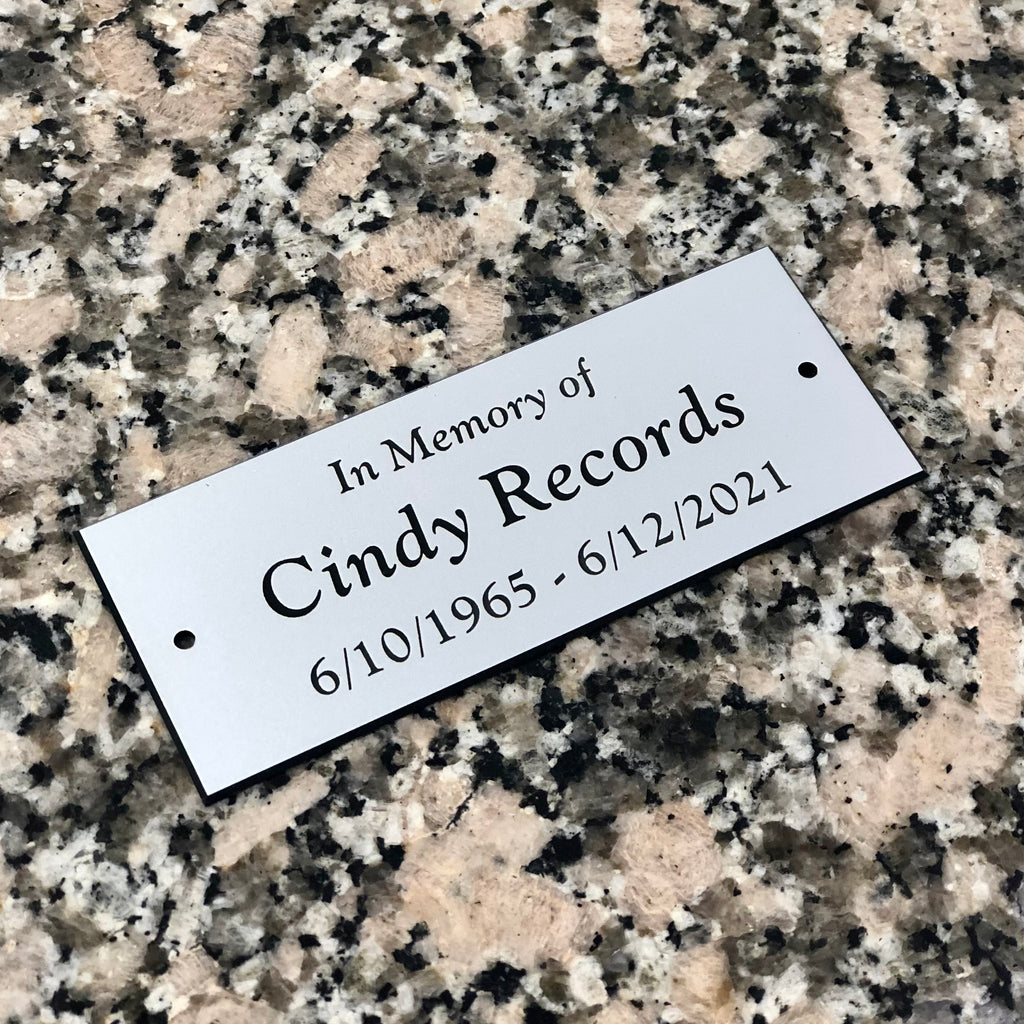 In Memory of
Cindy Records
6/10/1965 - 6/12/2021